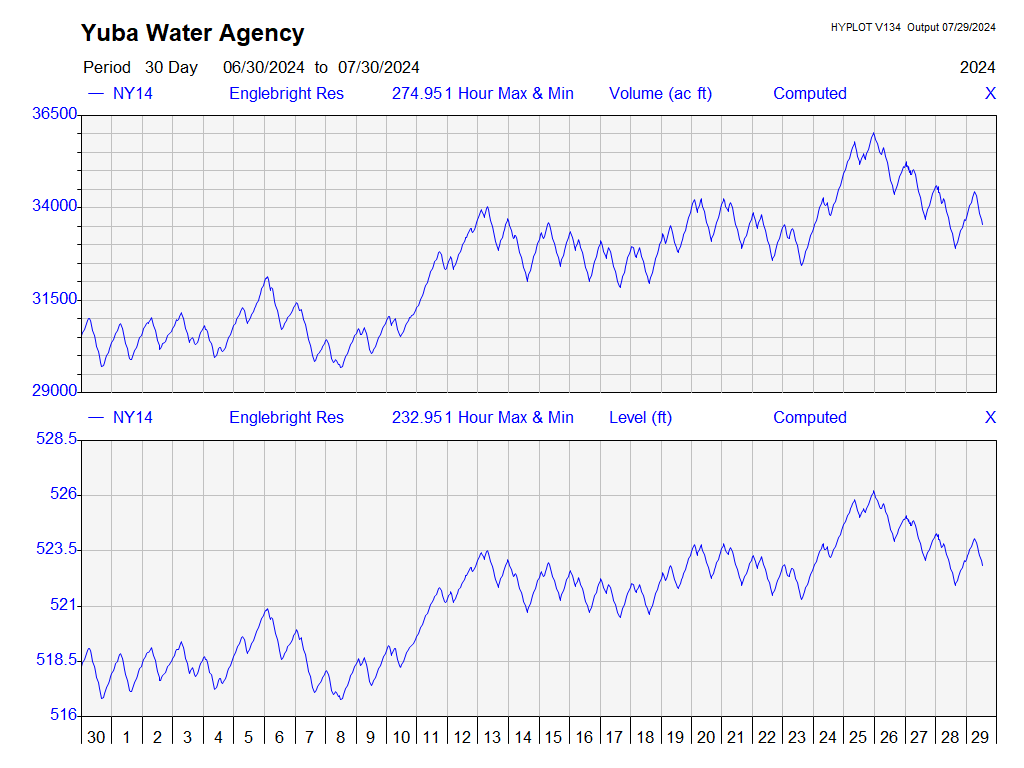 Yuba Water Agency
HYPLOT V134 Output 07/29/2024
Period 30 Day 06/30/2024 to 07/30/2024 2024
— NY14 Englebright Res 274.951 Hour Max & Min Volume (ac ft) Computed X
36500
34000
31500
29000
— NY14 Englebright Res 232.951 Hour Max & Min Level (ft) Computed X
528.5
526
523.5
521
518.5
516
30 1 2 3 4 5 6 7 8 9 10 11 12 13 14 15 16 17 18 19 20 21 22 23 24 25 26 27 28 29